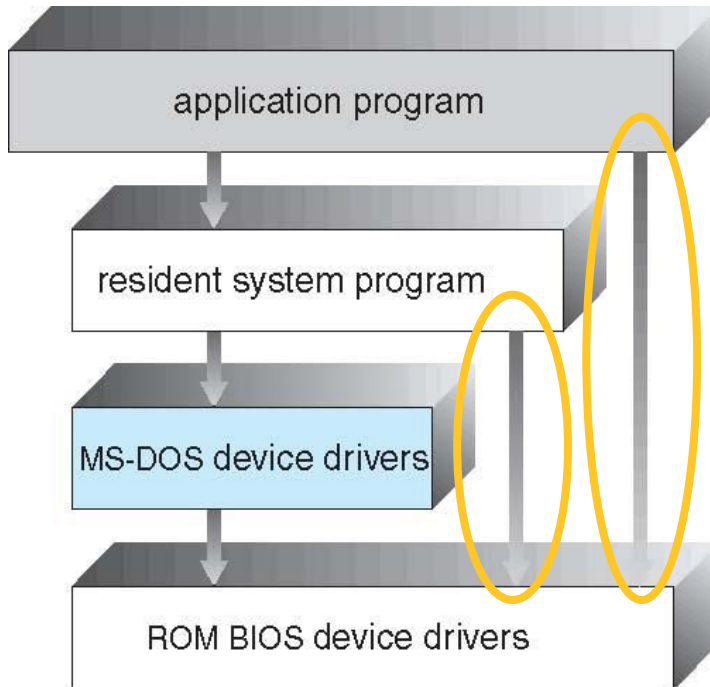 application program
resident system program
MS-DOS device drivers
ROM BIOS device drivers